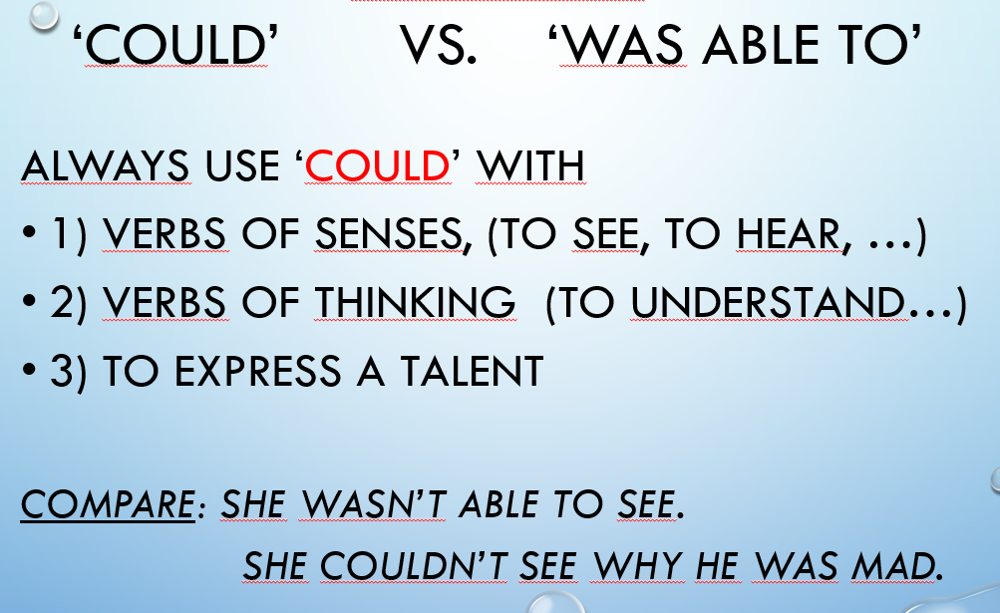 ‘COULD’ VS. ‘WAS ABLE TO’
ALWAYS USE ‘COULD’ WITH
• 1) VERBS OF SENSES, (TO SEE, TO HEAR, …)
• 2) VERBS OF THINKING (TO UNDERSTAND…)
• 3) TO EXPRESS A TALENT
COMPARE: SHE WASN’T ABLE TO SEE.
SHE COULDN’T SEE WHY HE WAS MAD.